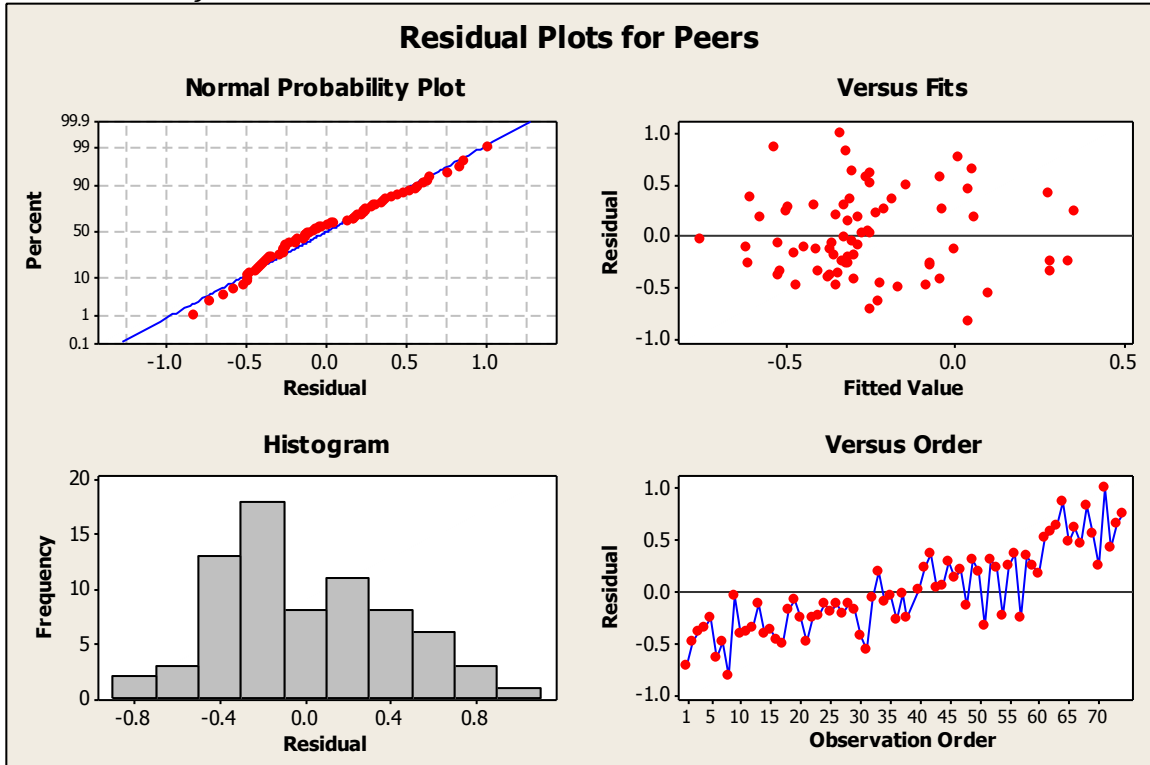 Residual Plots for Peers
Normal Probability Plot
99.9
99
90
50
10
1
0.1
Percent
-1.0 -0.5 0.0 0.5 1.0
Residual
Versus Fits
1.0
0.5
0.0
-0.5
-1.0
Residual
-0.5 0.0 0.5
Fitted Value
Histogram
20
15
10
5
0
Frequency
-0.8 -0.4 0.0 0.4 0.8
Residual
Versus Order
1.0
0.5
0.0
-0.5
-1.0
Residual
1 5 10 15 20 25 30 35 40 45 50 55 60 65 70
Observation Order